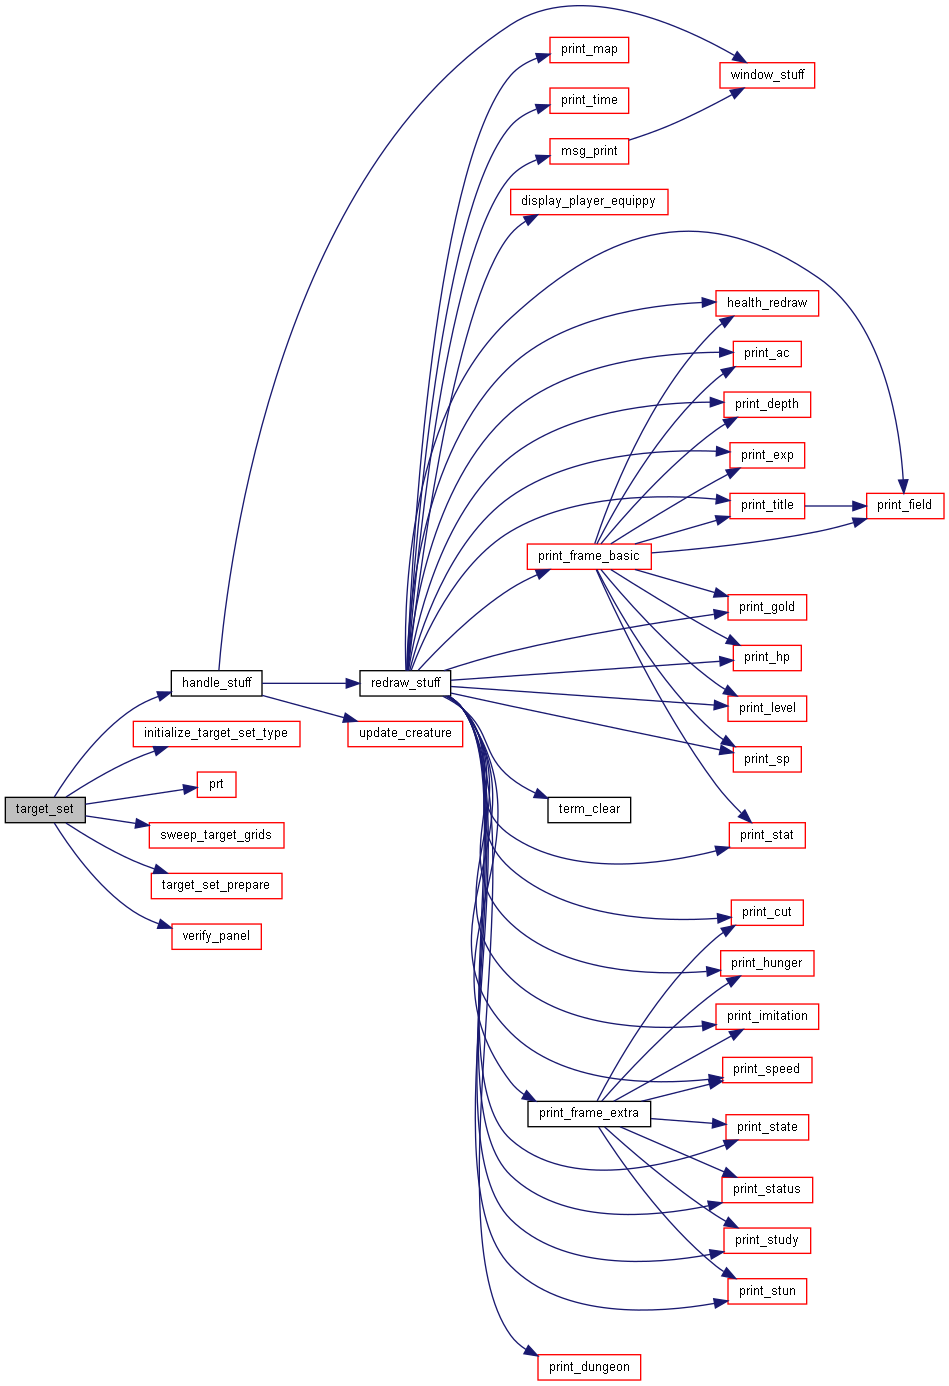 print_map
window_stuff
print_time
msg_print
display_player_equippy
health_redraw
print_ac
print_depth
print_exp
print_title
print_field
print_frame_basic
print_gold
print_hp
handle_stuff
redraw_stuff
print_level
initialize_target_set_type
update_creature
print_sp
prt
target_set
term_clear
sweep_target_grids
print_stat
target_set_prepare
print_cut
verify_panel
print_hunger
print_imitation
print_speed
print_frame_extra
print_state
print_status
print_study
print_stun
print_dungeon